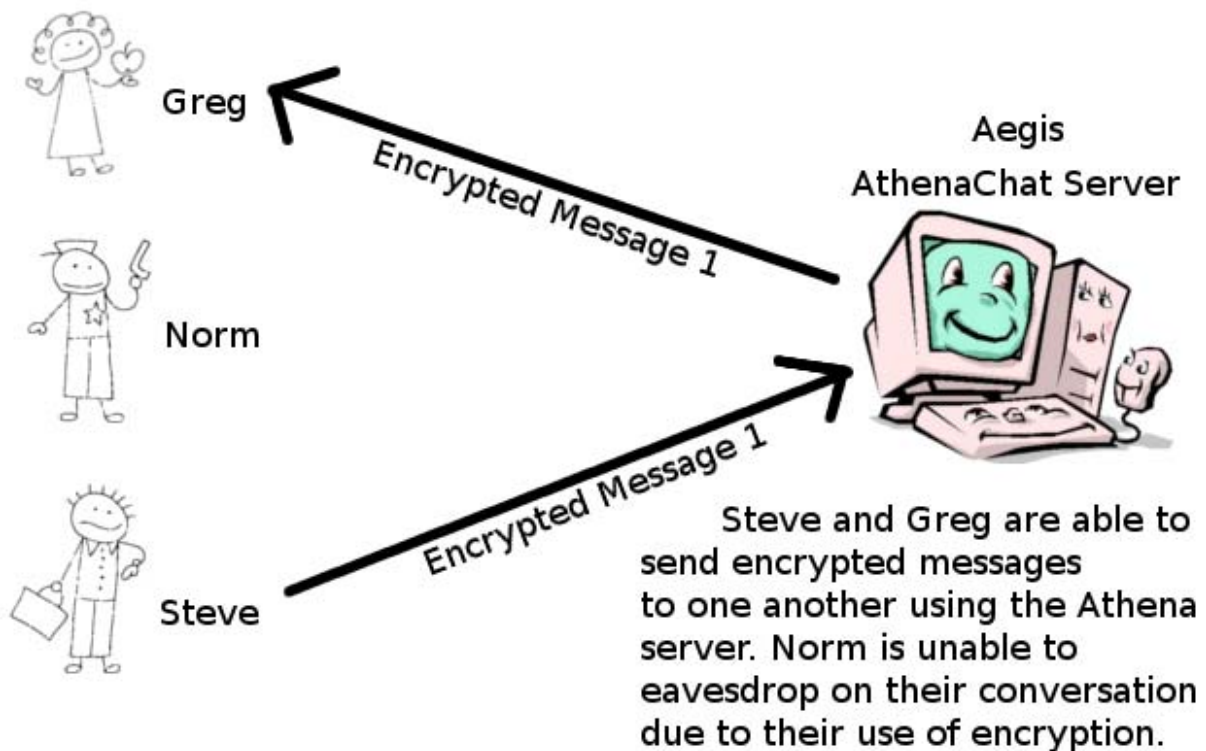 Greg
Encrypted Message 1
Aegis
AthenaChat Server
Norm
Encrypted Message 1
Steve
Steve and Greg are able to
send encrypted messages
to one another using the Athena
server. Norm is unable to
eavesdrop on their conversation
due to their use of encryption.